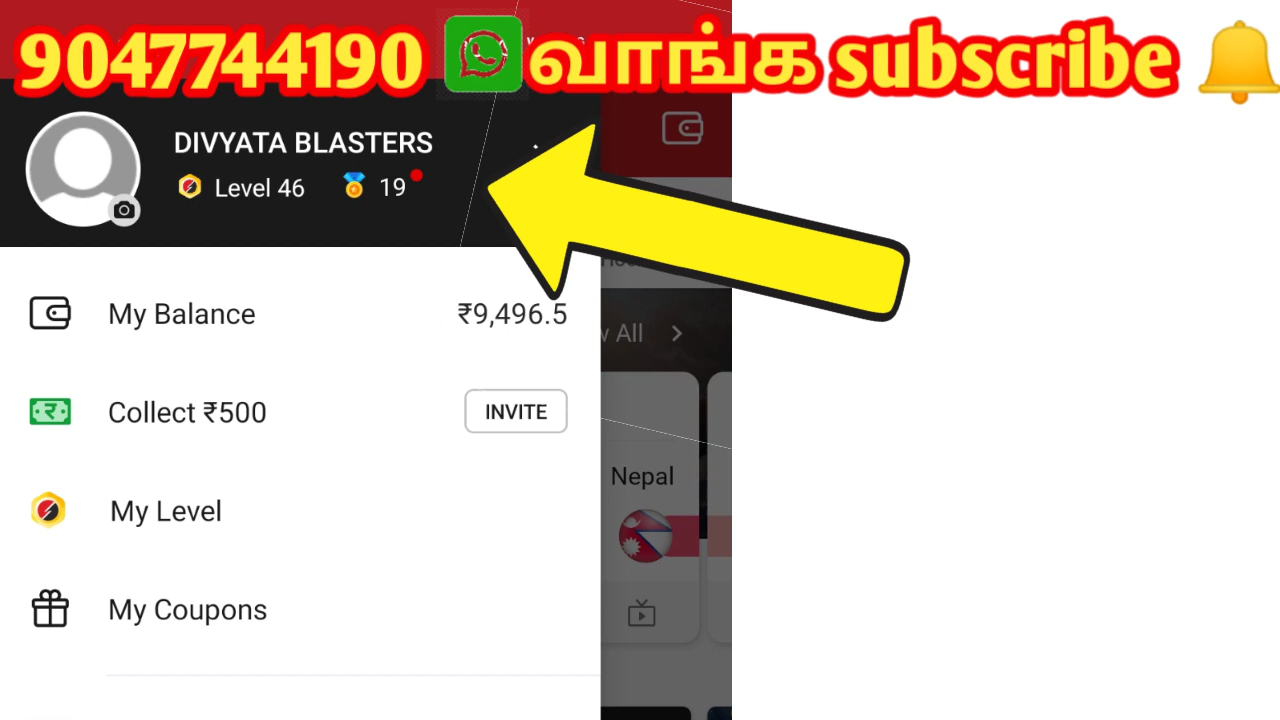 9047744190 வாங்க subscribe
DIVYATA BLASTERS
Level 46 19
My Balance ₹9,496.5
All
Collect ₹500 INVITE
Nepal
My Level
My Coupons